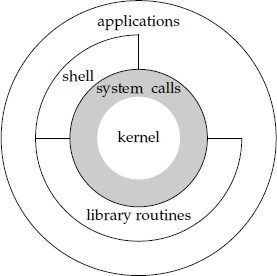 applications
shell
system calls
kernel
library routines